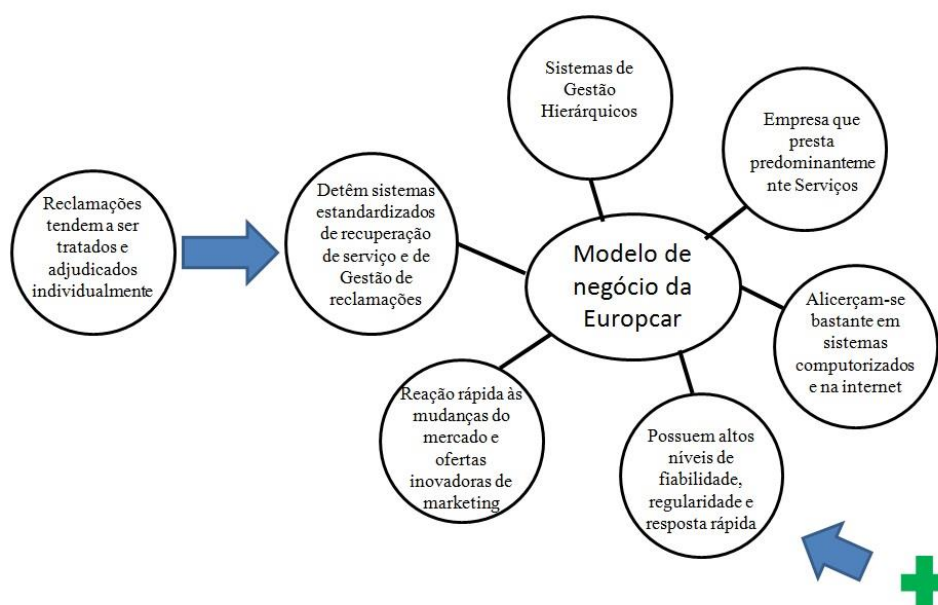 Sistemas de
Gestão
Hierárquicos
Empresa que
presta
predominanteme
nte Serviços
Reclamações
tendem a ser
tratados e
adjudicados
individualmente
Detêm sistemas
estandardizados
de recuperação
de serviço e de
Gestão de
reclamações
Modelo de
negócio da
Europcar
Alicerçam-se
bastante em
sistemas
computorizados
e na internet
Reação rápida às
mudanças do
mercado e
ofertas
inovadoras de
marketing
Possuem altos
níveis de
fiabilidade,
regularidade e
resposta rápida